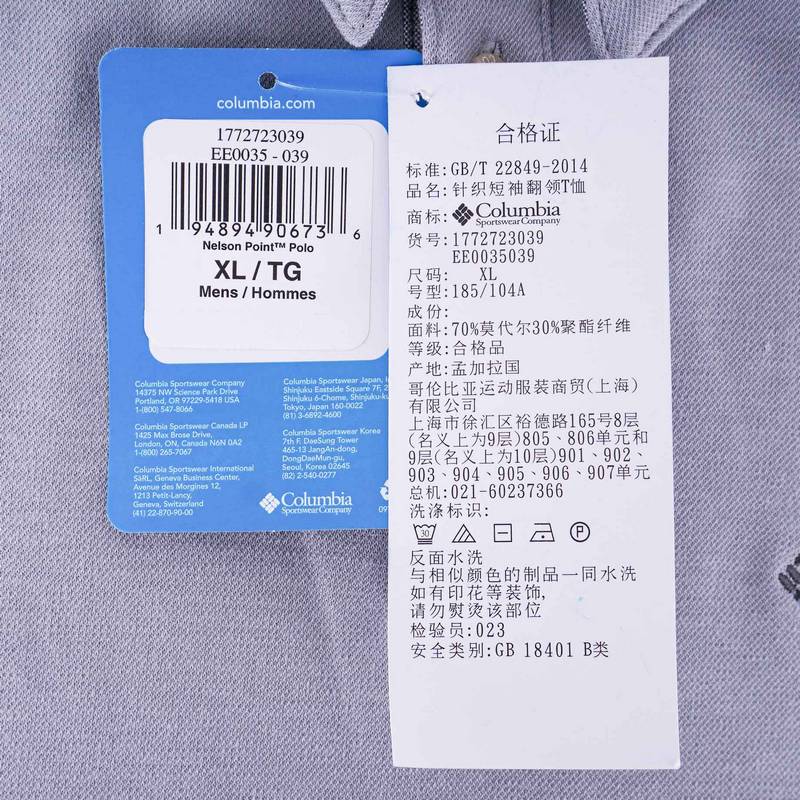 columbia.com
1772723039
EE0035 - 039
1 94894 90673 6
Nelson Point™ Polo
XL / TG
Mens / Hommes
Columbia Sportswear Company
14375 NW Science Park Drive
Portland, OR 97229-5418 USA
1-(800) 547-8066
Columbia Sportswear Canada LP
1425 Max Brose Drive,
London, ON, Canada N6N 0A2
1-(800) 265-7067
Columbia Sportswear International
SàRL, Geneva Business Center,
Avenue des Morgines 12,
1213 Petit-Lancy,
Geneva, Switzerland
(41) 22-870-90-00
Columbia Sportswear Japan, In
Shinjuku Eastside Square 7F, 2
Shinjuku 6-Chome, Shinjuku-ku
Tokyo, Japan 160-0022
(81) 3-6892-4600
Columbia Sportswear Korea
7th F. DaeSung Tower
465-13 JangAn-dong,
DongDaeMun-gu,
Seoul, Korea 02645
(82) 2-540-0277
Columbia
Sportswear Company
合格证
标准:GB/T 22849-2014
品名:针织短袖翻领T恤
商标:Columbia
Sportswear Company
货号:1772723039
EE0035039
尺码: XL
号型:185/104A
成份:
面料:70%莫代尔30%聚酯纤维
等级:合格品
产地:孟加拉国
哥伦比亚运动服装商贸(上海)
有限公司
上海市徐汇区裕德路165号8层
(名义上为9层)805、806单元和
9层(名义上为10层)901、902、
903、904、905、906、907单元
总机:021-60237366
洗涤标识:
30 P
反面水洗
与相似颜色的制品一同水洗
如有印花等装饰,
请勿熨烫该部位
检验员:023
安全类别:GB 18401 B类